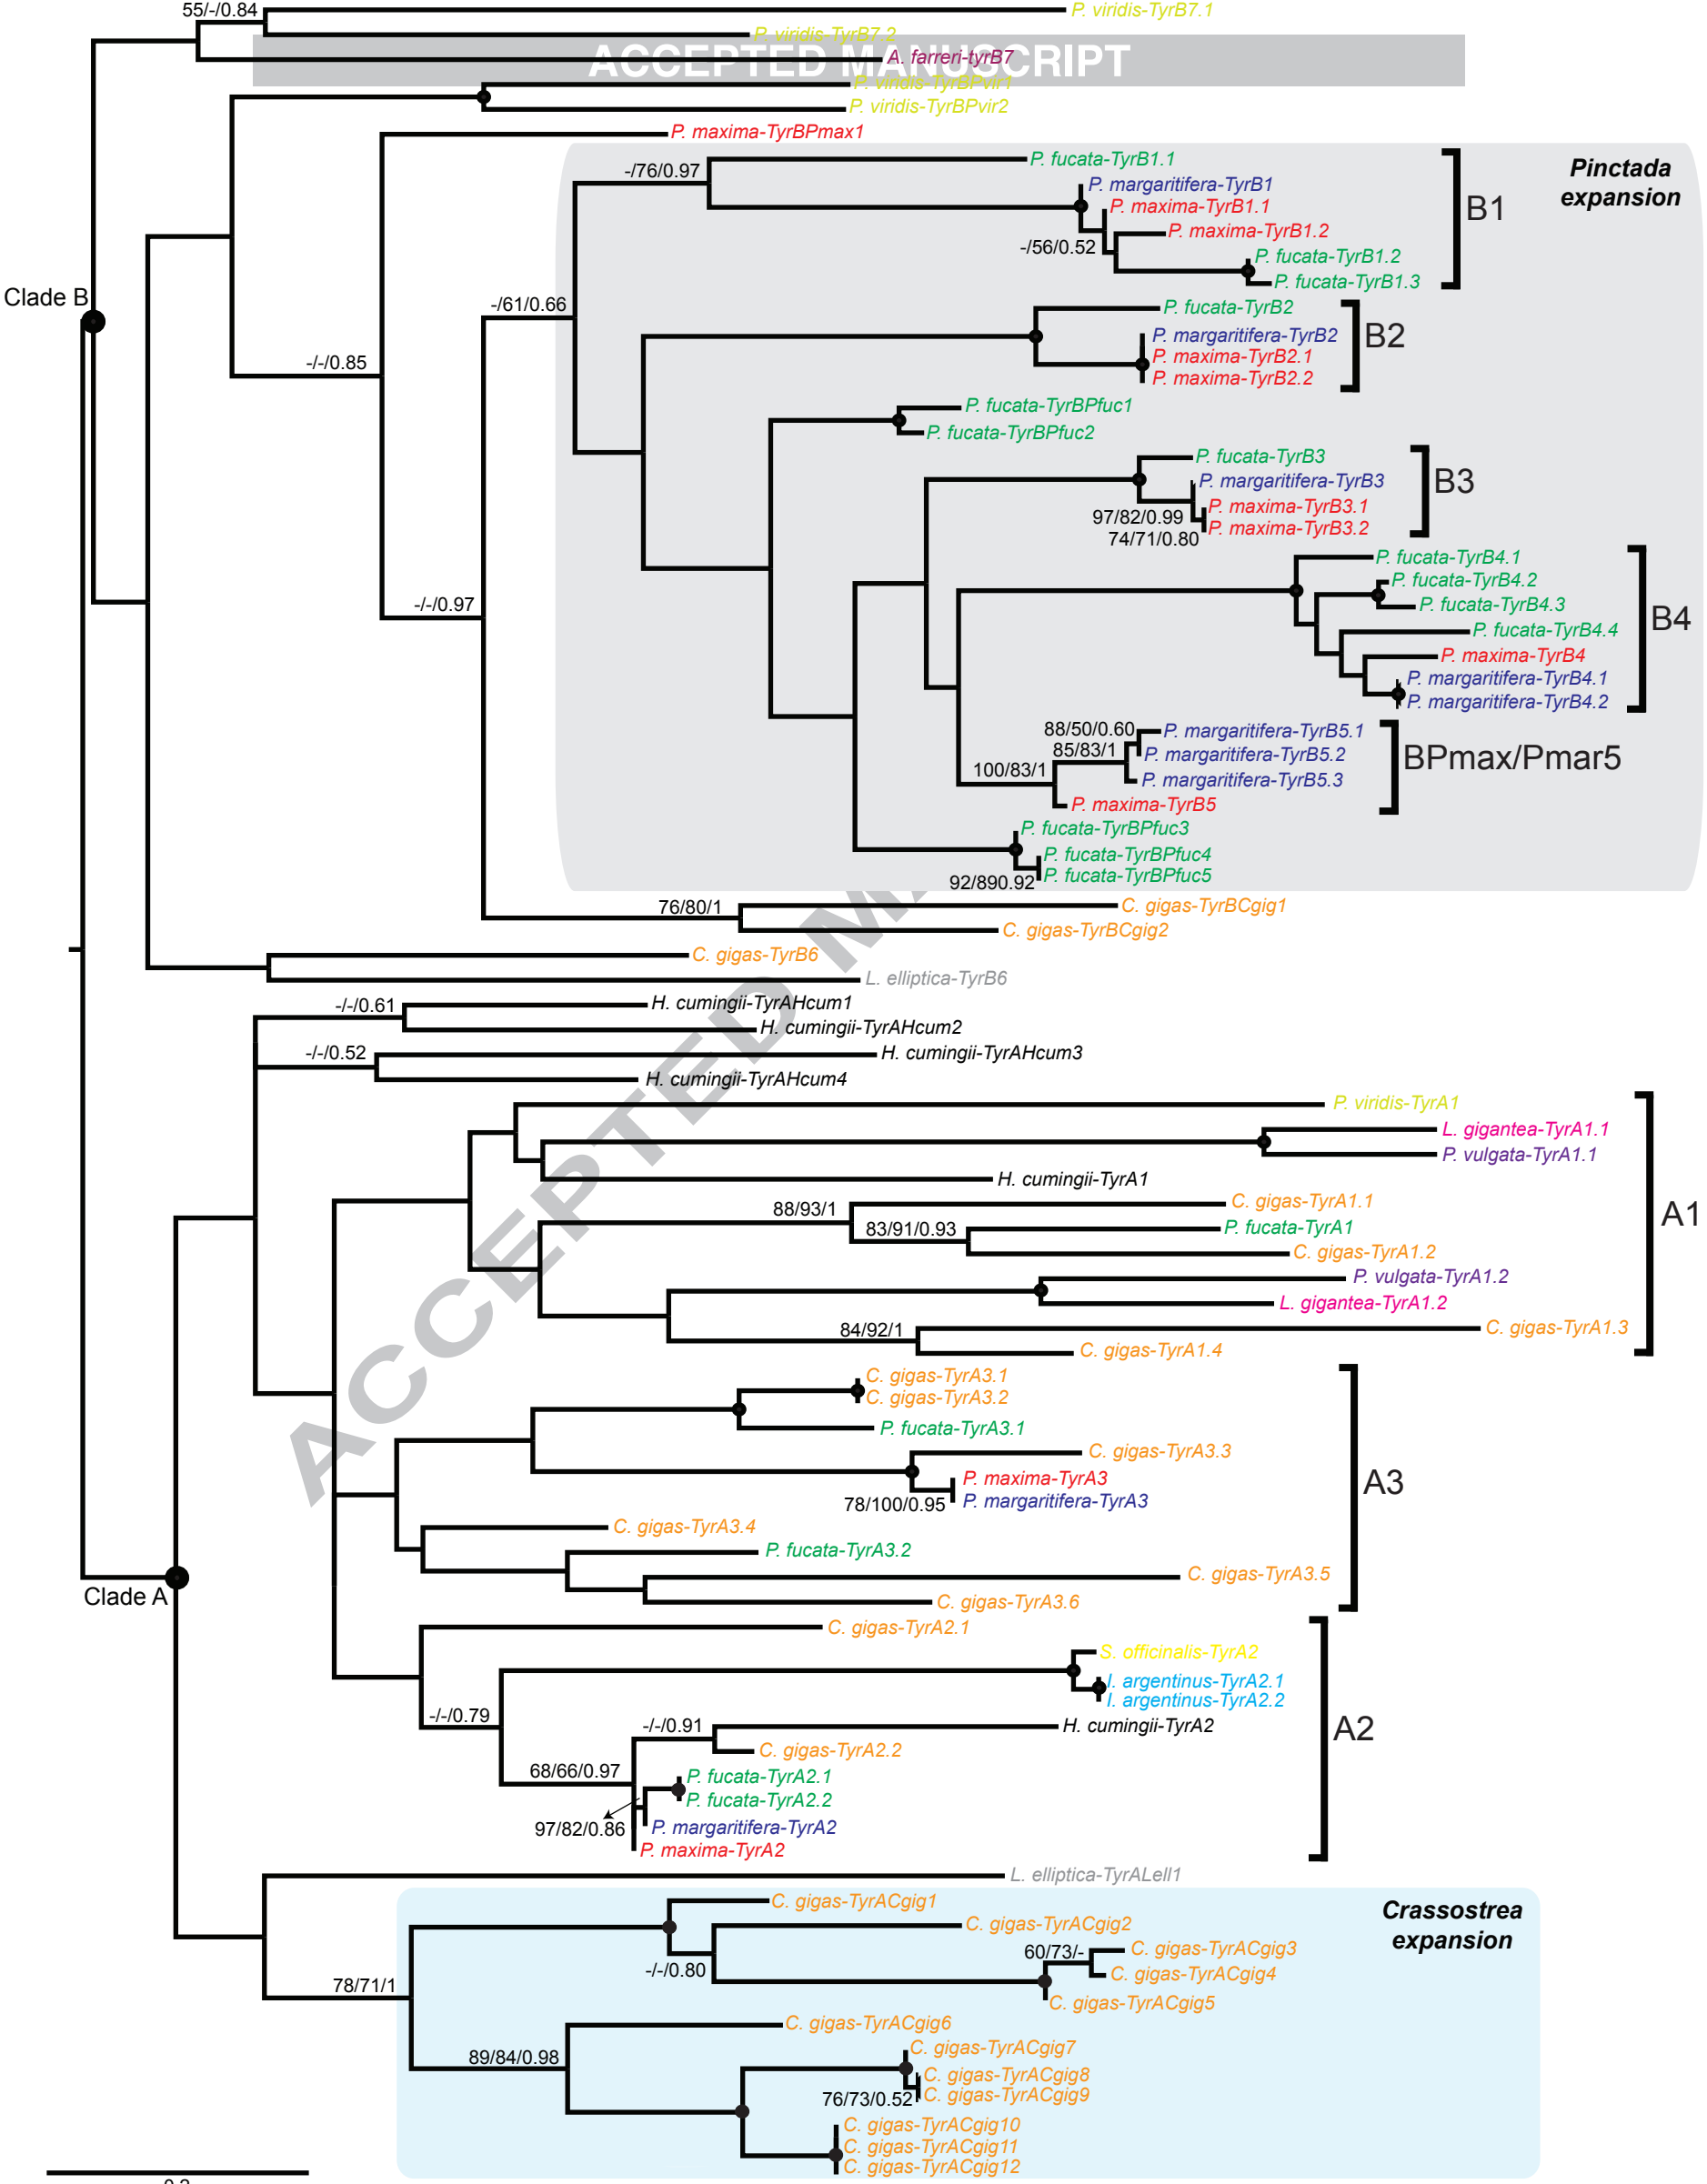 55/-/0.84
P. viridis-TyrB7.1
P. viridis-TyrB7.2
ACCEPTED MANUSCRIPT
A. farreri-tyrB7
P. viridis-TyrBPvir1
P. viridis-TyrBPvir2
P. maxima-TyrBPmax1
Pinctada
expansion
-/76/0.97
P. fucata-TyrB1.1
P. margaritifera-TyrB1
P. maxima-TyrB1.1
B1
P. maxima-TyrB1.2
-/56/0.52
P. fucata-TyrB1.2
P. fucata-TyrB1.3
Clade B
-/61/0.66
P. fucata-TyrB2
P. margaritifera-TyrB2
B2
P. maxima-TyrB2.1
P. maxima-TyrB2.2
-/-/0.85
P. fucata-TyrBPfuc1
P. fucata-TyrBPfuc2
P. fucata-TyrB3
P. margaritifera-TyrB3
B3
P. maxima-TyrB3.1
97/82/0.99
P. maxima-TyrB3.2
74/71/0.80
P. fucata-TyrB4.1
P. fucata-TyrB4.2
P. fucata-TyrB4.3
-/-/0.97
B4
P. fucata-TyrB4.4
P. maxima-TyrB4
P. margaritifera-TyrB4.1
P. margaritifera-TyrB4.2
88/50/0.60
P. margaritifera-TyrB5.1
85/83/1
P. margaritifera-TyrB5.2
BPmax/Pmar5
100/83/1
P. margaritifera-TyrB5.3
P. maxima-TyrB5
P. fucata-TyrBPfuc3
P. fucata-TyrBPfuc4
P. fucata-TyrBPfuc5
92/890.92
76/80/1
C. gigas-TyrBCgig1
C. gigas-TyrBCgig2
C. gigas-TyrB6
L. elliptica-TyrB6
-/-/0.61
H. cumingii-TyrAHcum1
H. cumingii-TyrAHcum2
-/-/0.52
H. cumingii-TyrAHcum3
H. cumingii-TyrAHcum4
ACCEPTED
P. viridis-TyrA1
L. gigantea-TyrA1.1
P. vulgata-TyrA1.1
H. cumingii-TyrA1
88/93/1
C. gigas-TyrA1.1
A1
83/91/0.93
P. fucata-TyrA1
C. gigas-TyrA1.2
P. vulgata-TyrA1.2
L. gigantea-TyrA1.2
84/92/1
C. gigas-TyrA1.3
C. gigas-TyrA1.4
C. gigas-TyrA3.1
C. gigas-TyrA3.2
P. fucata-TyrA3.1
C. gigas-TyrA3.3
A3
P. maxima-TyrA3
78/100/0.95
P. margaritifera-TyrA3
C. gigas-TyrA3.4
P. fucata-TyrA3.2
C. gigas-TyrA3.5
Clade A
C. gigas-TyrA3.6
C. gigas-TyrA2.1
S. officinalis-TyrA2
I. argentinus-TyrA2.1
I. argentinus-TyrA2.2
-/-/0.79
-/-/0.91
H. cumingii-TyrA2
A2
C. gigas-TyrA2.2
68/66/0.97
P. fucata-TyrA2.1
P. fucata-TyrA2.2
97/82/0.86
P. margaritifera-TyrA2
P. maxima-TyrA2
L. elliptica-TyrALell1
C. gigas-TyrACgig1
Crassostrea
expansion
C. gigas-TyrACgig2
60/73/-
C. gigas-TyrACgig3
-/-/0.80
C. gigas-TyrACgig4
78/71/1
C. gigas-TyrACgig5
C. gigas-TyrACgig6
89/84/0.98
C. gigas-TyrACgig7
C. gigas-TyrACgig8
C. gigas-TyrACgig9
76/73/0.52
C. gigas-TyrACgig10
C. gigas-TyrACgig11
C. gigas-TyrACgig12